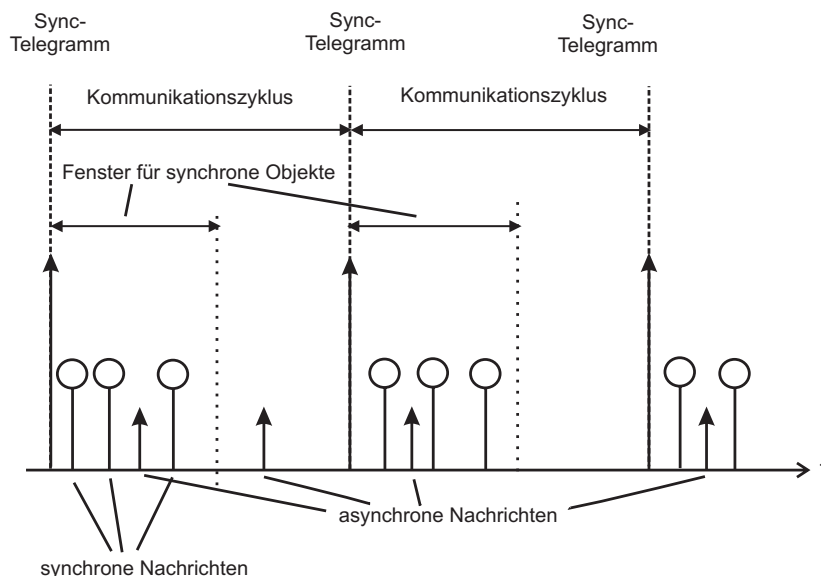 Sync-
Telegramm
Sync-
Telegramm
Sync-
Telegramm
Kommunikationszyklus
Kommunikationszyklus
Fenster für synchrone Objekte
asynchrone Nachrichten
synchrone Nachrichten